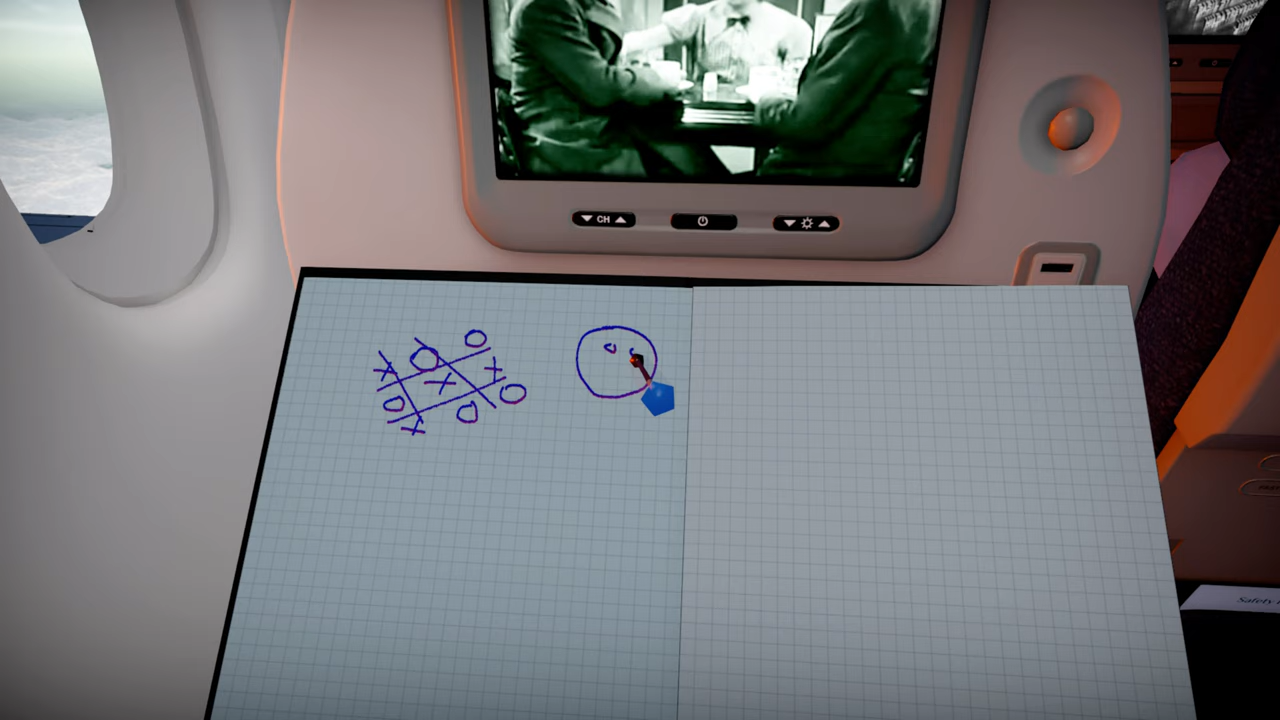 CH
X O O
O X X
X O O
Safety